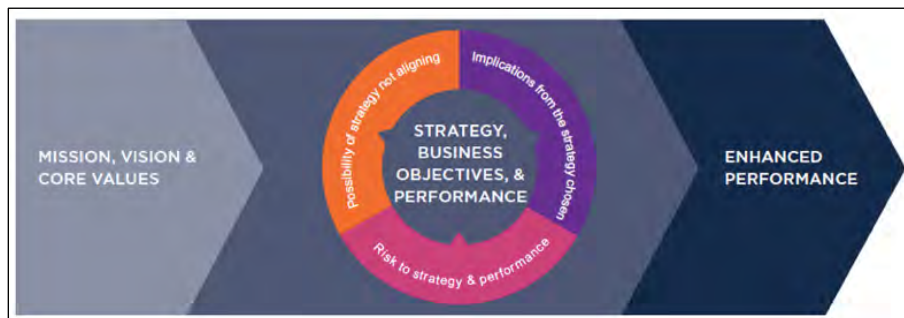 MISSION, VISION &
CORE VALUES
Possibility of strategy not aligning
Implications from the strategy chosen
STRATEGY,
BUSINESS
OBJECTIVES, &
PERFORMANCE
Risk to strategy & performance
ENHANCED
PERFORMANCE